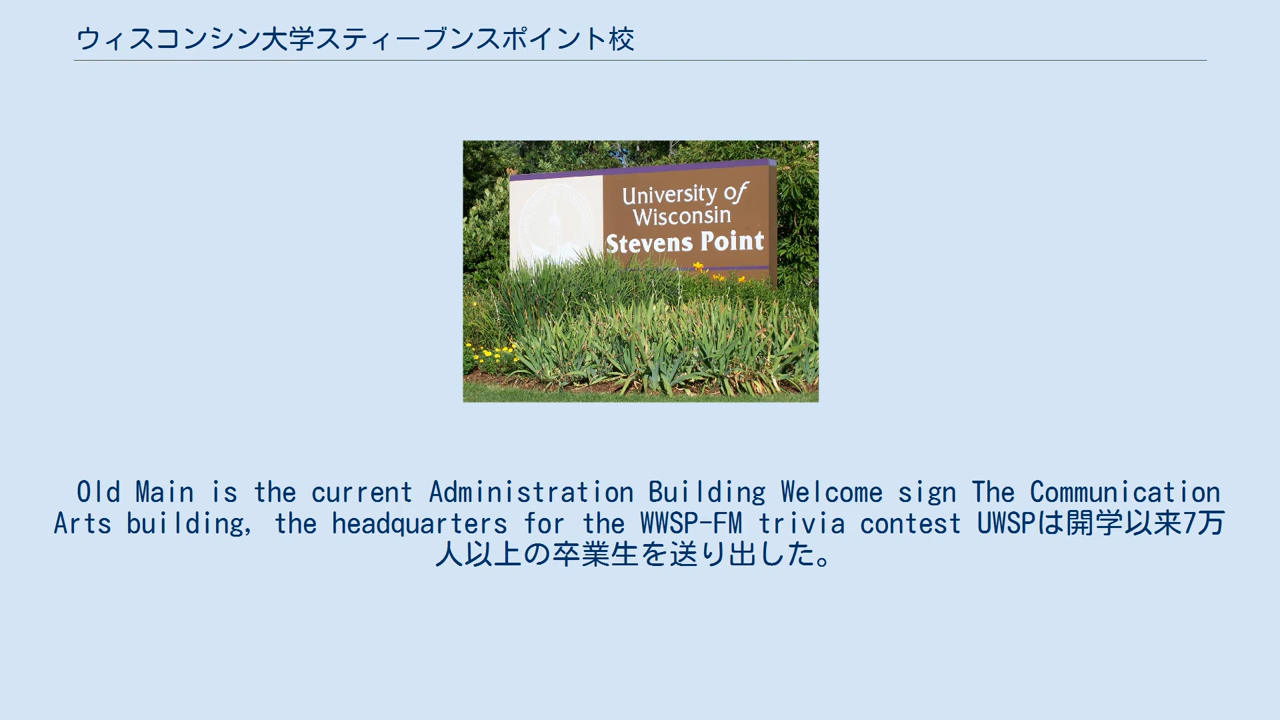 ウィスコンシン大学スティーブンスポイント校
University of
Wisconsin
Stevens Point
Old Main is the current Administration Building Welcome sign The Communication
Arts building, the headquarters for the WWSP-FM trivia contest UWSPは開学以来7万
人以上の卒業生を送り出した。